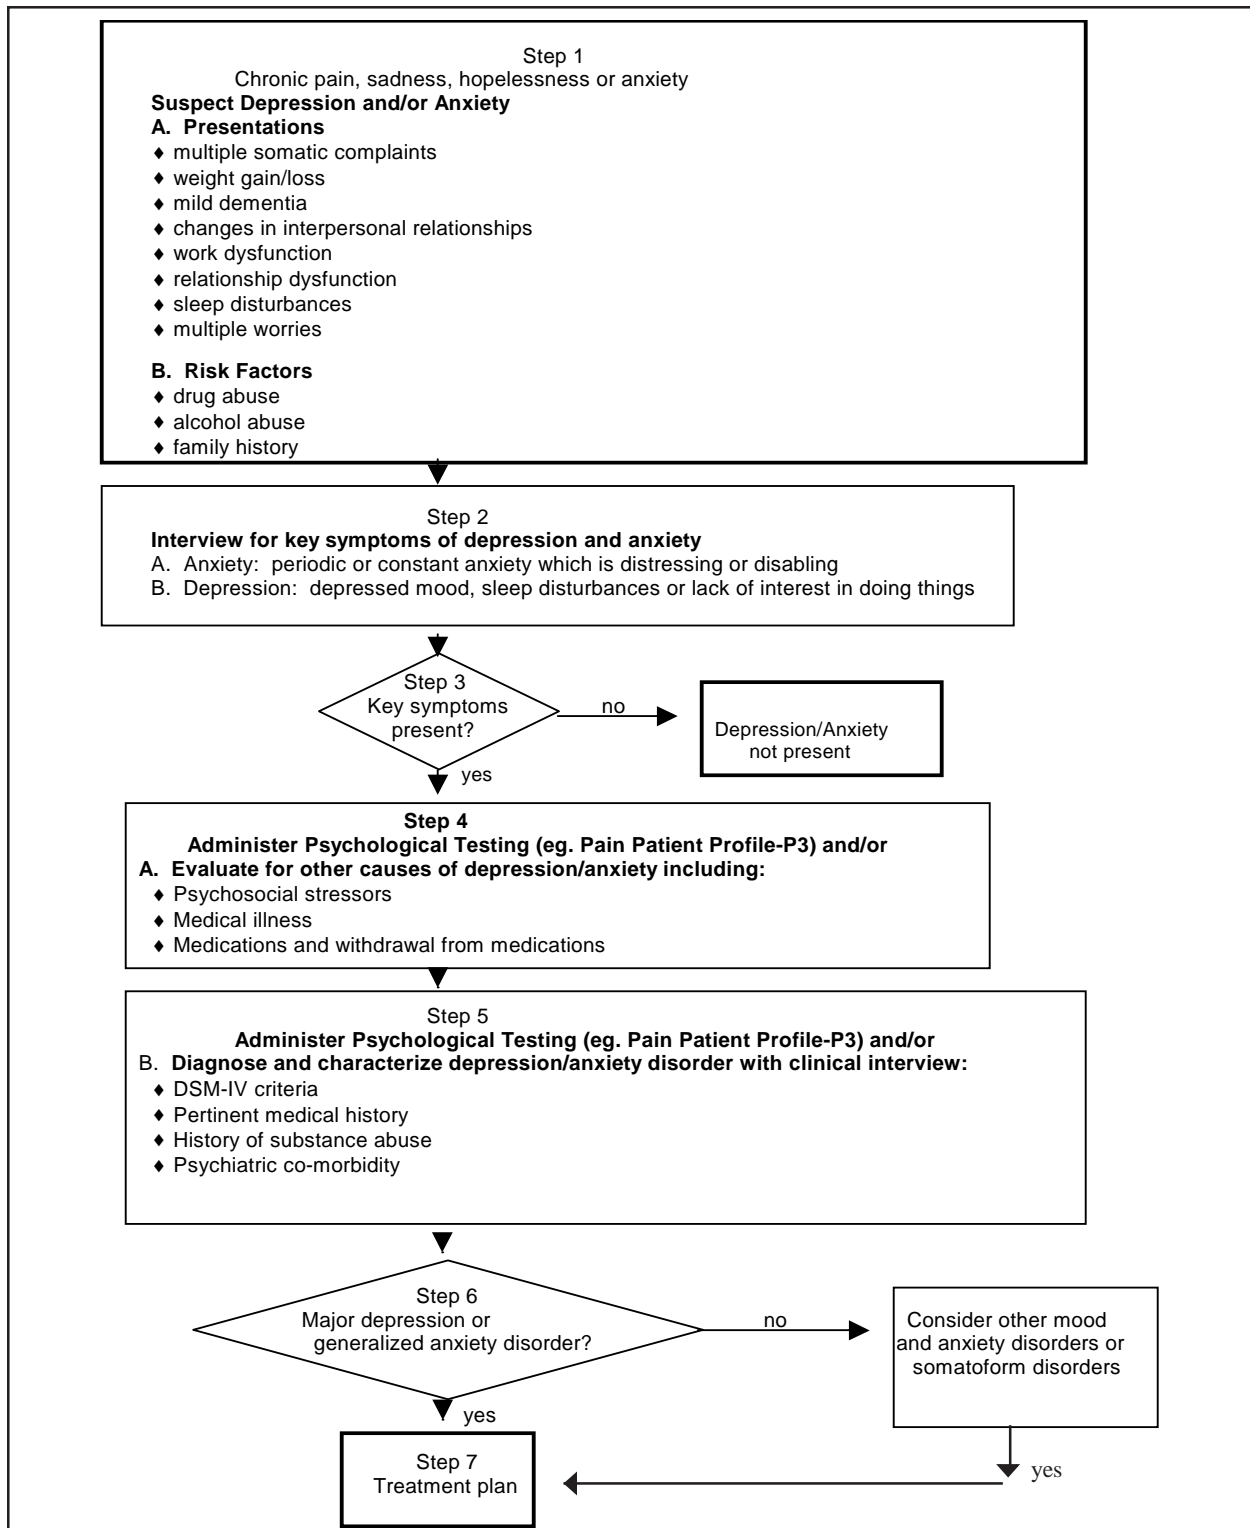 Step 1
Chronic pain, sadness, hopelessness or anxiety
Suspect Depression and/or Anxiety
A. Presentations
♦ multiple somatic complaints
♦ weight gain/loss
♦ mild dementia
♦ changes in interpersonal relationships
♦ work dysfunction
♦ relationship dysfunction
♦ sleep disturbances
♦ multiple worries
B. Risk Factors
♦ drug abuse
♦ alcohol abuse
♦ family history
Step 2
Interview for key symptoms of depression and anxiety
A. Anxiety: periodic or constant anxiety which is distressing or disabling
B. Depression: depressed mood, sleep disturbances or lack of interest in doing things
Step 3
Key symptoms
present?
no
Depression/Anxiety
not present
yes
Step 4
Administer Psychological Testing (eg. Pain Patient Profile-P3) and/or
A. Evaluate for other causes of depression/anxiety including:
♦ Psychosocial stressors
♦ Medical illness
♦ Medications and withdrawal from medications
Step 5
Administer Psychological Testing (eg. Pain Patient Profile-P3) and/or
B. Diagnose and characterize depression/anxiety disorder with clinical interview:
♦ DSM-IV criteria
♦ Pertinent medical history
♦ History of substance abuse
♦ Psychiatric co-morbidity
Step 6
Major depression or
generalized anxiety disorder?
no
Consider other mood
and anxiety disorders or
somatoform disorders
yes
yes
Step 7
Treatment plan